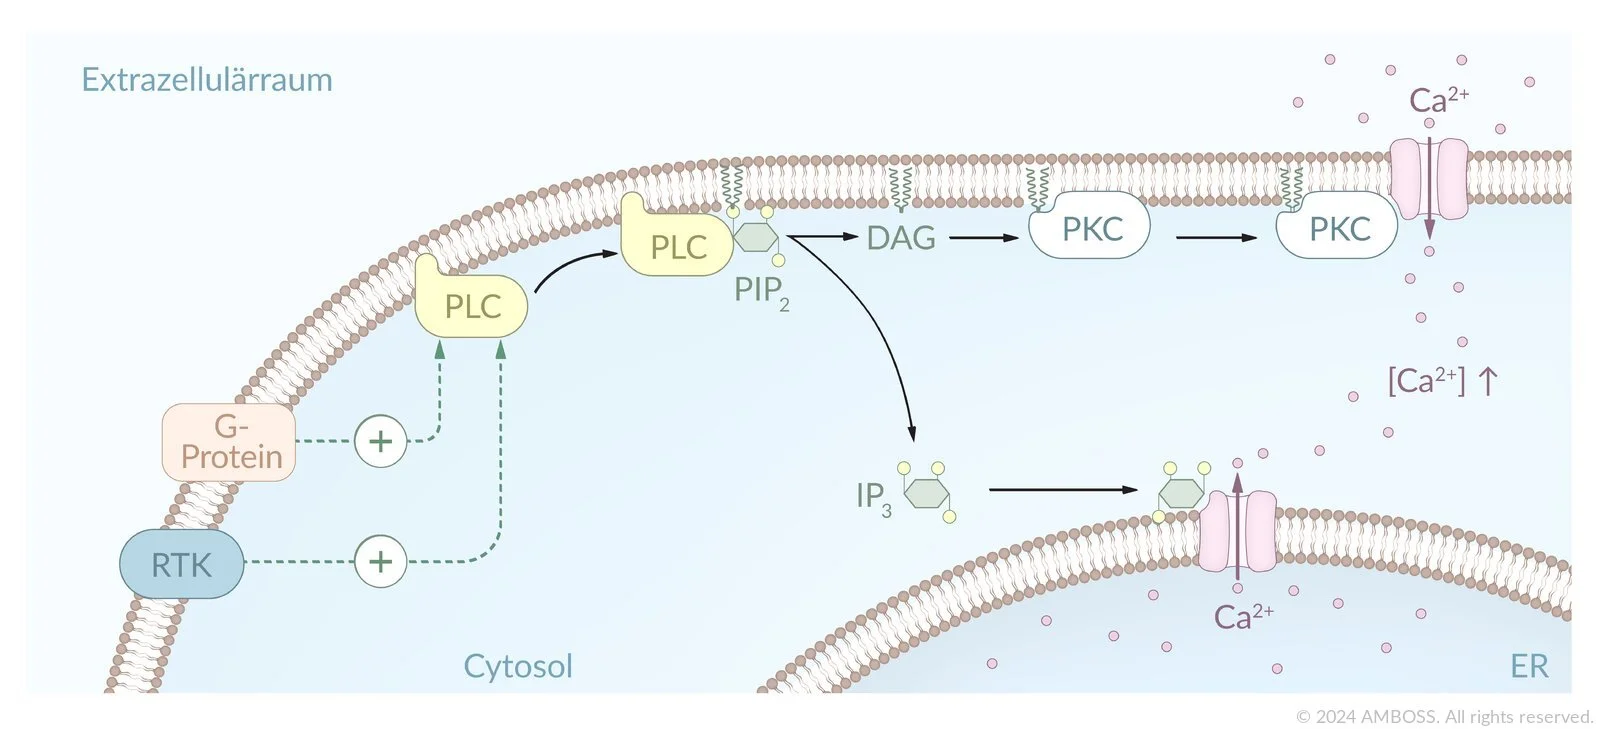 Extrazellulärraum
Ca²⁺
PLC
PIP₂
DAG
PKC
PKC
PLC
[Ca²⁺] ↑
G-
Protein
+
IP₃
RTK
+
Ca²⁺
Cytosol
ER
© 2024 AMBOSS. All rights reserved.